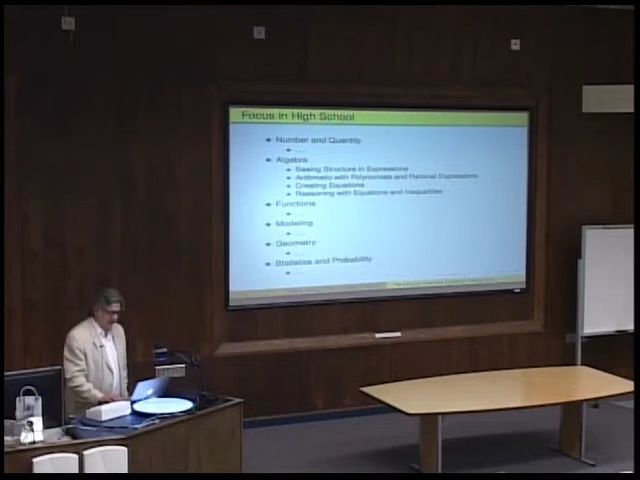 Focus in High School
Number and Quantity
...
Algebra
Seeing Structure in Expressions
Arithmetic with Polynomials and Rational Expressions
Creating Equations
Reasoning with Equations and Inequalities
Functions
...
Modeling
...
Geometry
...
Statistics and Probability
...